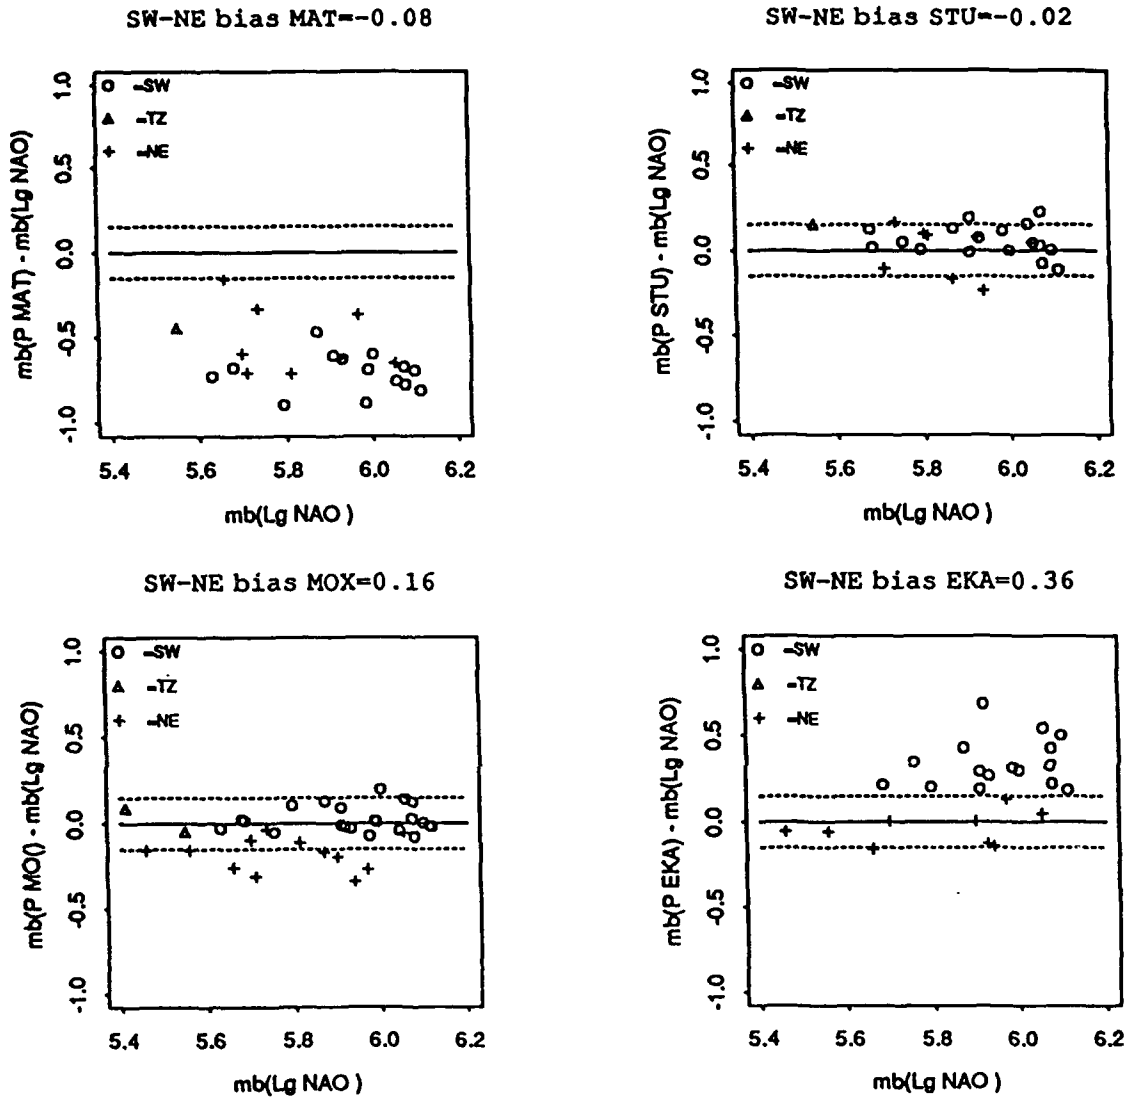 SW-NE bias MAT=-0.08
o =SW
△ =TZ
+ =NE
mb(P MAT) - mb(Lg NAO)
1.0
0.5
0.0
-0.5
-1.0
5.4 5.6 5.8 6.0 6.2
mb(Lg NAO )
SW-NE bias STU=-0.02
o =SW
△ =TZ
+ =NE
mb(P STU) - mb(Lg NAO)
1.0
0.5
0.0
-0.5
-1.0
5.4 5.6 5.8 6.0 6.2
mb(Lg NAO )
SW-NE bias MOX=0.16
o =SW
△ =TZ
+ =NE
mb(P MO() - mb(Lg NAO)
1.0
0.5
0.0
-0.5
-1.0
5.4 5.6 5.8 6.0 6.2
mb(Lg NAO )
SW-NE bias EKA=0.36
o =SW
△ =TZ
+ =NE
mb(P EKA) - mb(Lg NAO)
1.0
0.5
0.0
-0.5
-1.0
5.4 5.6 5.8 6.0 6.2
mb(Lg NAO )